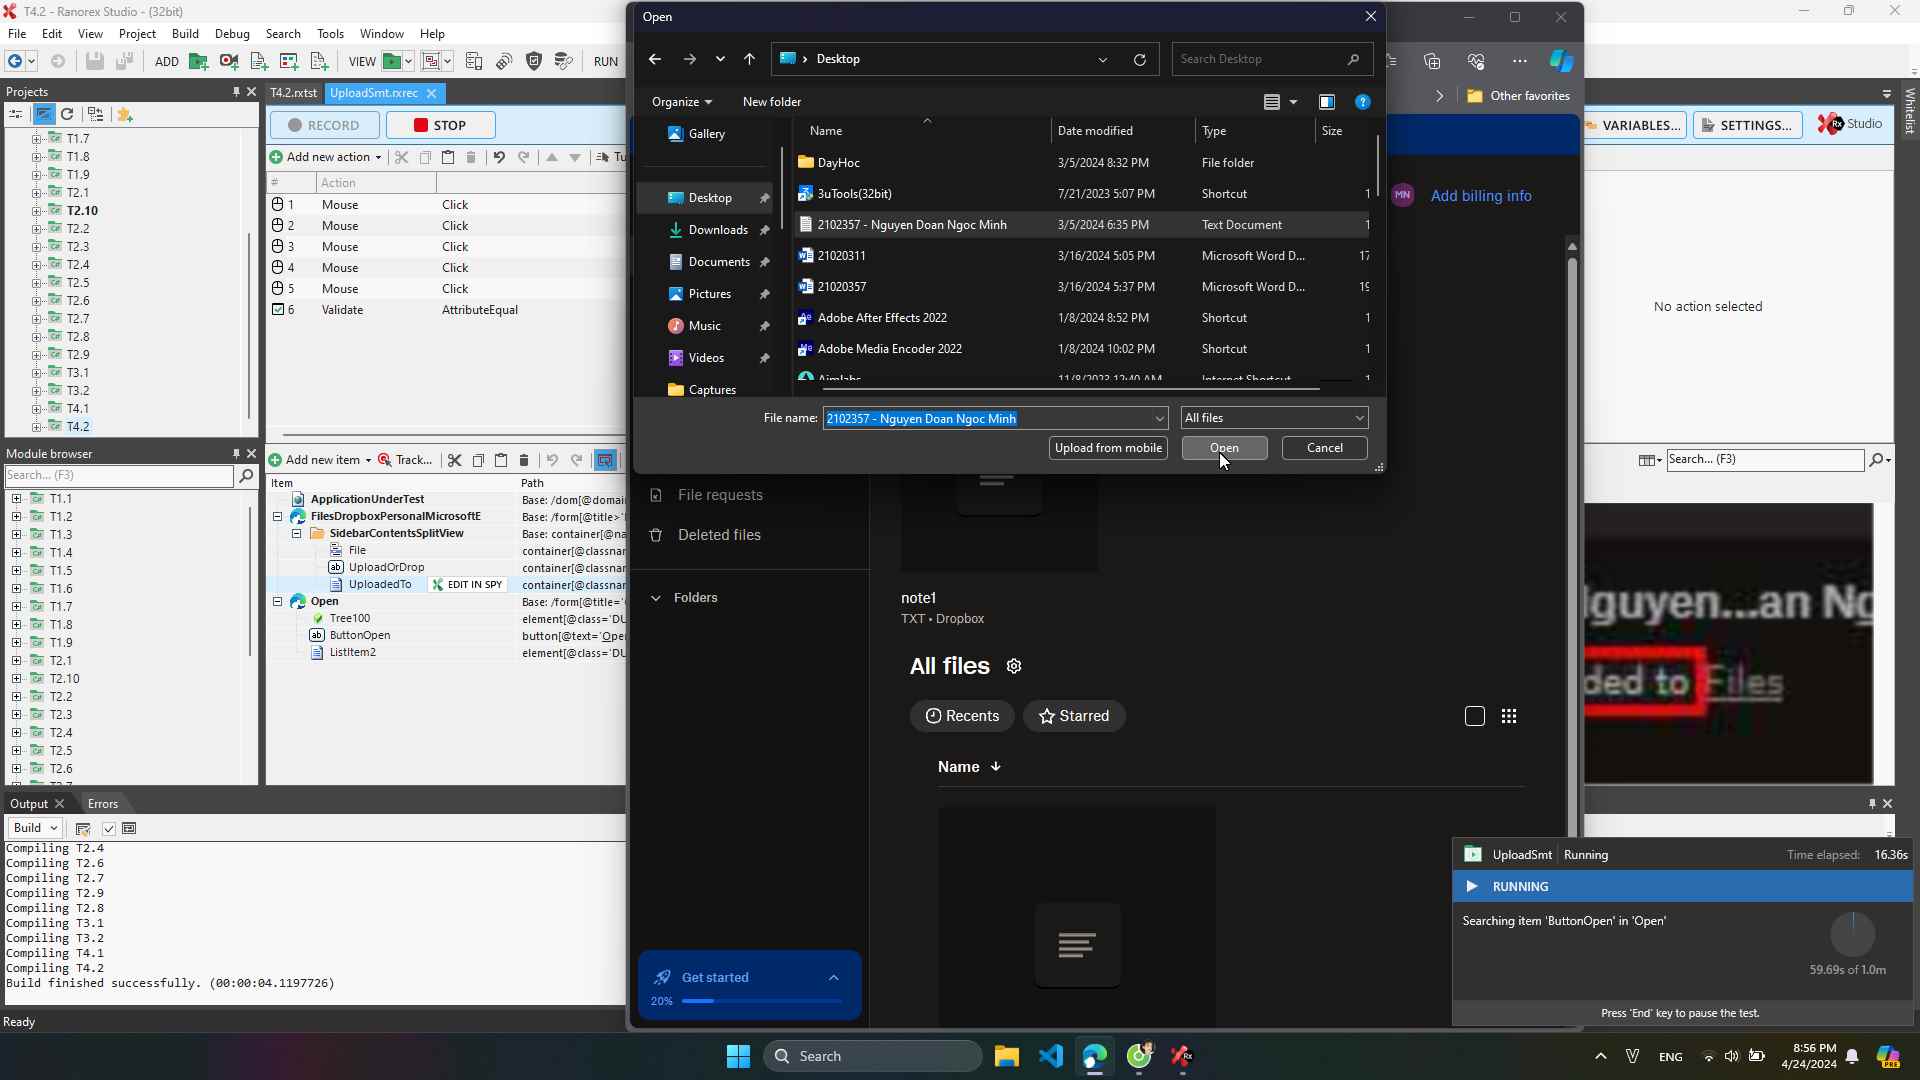 T4.2 - Ranorex Studio - (32bit)
File Edit View Project Build Debug Search Tools Window Help
ADD VIEW RUN
Projects
T1.7
T1.8
T1.9
T2.1
T2.10
T2.2
T2.3
T2.4
T2.5
T2.6
T2.7
T2.8
T2.9
T3.1
T3.2
T4.1
T4.2
Module browser
Search... (F3)
T1.1
T1.2
T1.3
T1.4
T1.5
T1.6
T1.7
T1.8
T1.9
T2.1
T2.10
T2.2
T2.3
T2.4
T2.5
T2.6
T4.2.rxtst UploadSmt.rxrec
RECORD STOP
Add new action
# Action
1 Mouse Click
2 Mouse Click
3 Mouse Click
4 Mouse Click
5 Mouse Click
6 Validate AttributeEqual
Add new item Track...
Item Path
ApplicationUnderTest Base: /dom[@domai
FilesDropboxPersonalMicrosoftE Base: /form[@title>'
SidebarContentsSplitView Base: container[@na
File container[@classnar
UploadOrDrop container[@classnar
UploadedTo EDIT IN SPY container[@classnar
Open Base: /form[@title='
Tree100 element[@class='DU
ButtonOpen button[@text='Ope
ListItem2 element[@class='DU
Output Errors
Build
Compiling T2.4
Compiling T2.6
Compiling T2.7
Compiling T2.9
Compiling T2.8
Compiling T3.1
Compiling T3.2
Compiling T4.1
Compiling T4.2
Build finished successfully. (00:00:04.1197726)
Ready
Open
Desktop
Search Desktop
Organize New folder
Gallery
Desktop
Downloads
Documents
Pictures
Music
Videos
Captures
Name Date modified Type Size
DayHoc 3/5/2024 8:32 PM File folder
3uTools(32bit) 7/21/2023 5:07 PM Shortcut 1
2102357 - Nguyen Doan Ngoc Minh 3/5/2024 6:35 PM Text Document 1
21020311 3/16/2024 5:05 PM Microsoft Word D... 17
21020357 3/16/2024 5:37 PM Microsoft Word D... 19
Adobe After Effects 2022 1/8/2024 8:52 PM Shortcut 1
Adobe Media Encoder 2022 1/8/2024 10:02 PM Shortcut 1
Aimlabs 11/8/2023 12:40 AM Internet Shortcut
File name: 2102357 - Nguyen Doan Ngoc Minh All files
Upload from mobile Open Cancel
Other favorites
MN Add billing info
File requests
Deleted files
Folders
Get started
20%
note1
TXT • Dropbox
All files
Recents Starred
Name
VARIABLES... SETTINGS... Studio
Whitelist
No action selected
Search... (F3)
guyen...an Ng
ded to Files
UploadSmt Running Time elapsed: 16.36s
RUNNING
Searching item 'ButtonOpen' in 'Open'
59.69s of 1.0m
Press 'End' key to pause the test.
Search
ENG
8:56 PM
4/24/2024
PRE